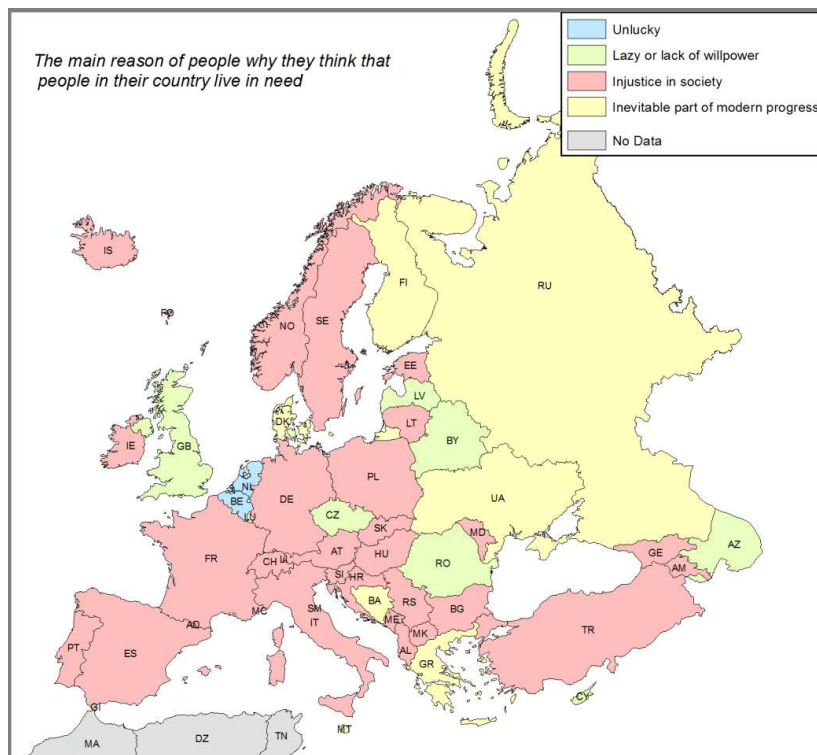 The main reason of people why they think that
people in their country live in need
Unlucky
Lazy or lack of willpower
Injustice in society
Inevitable part of modern progress
No Data
IS
RU
FI
FO
NO
SE
EE
LV
DK
LT
IE
GB
BY
NL
PL
BE
DE
LU
UA
CZ
SK
MD
FR
AT
HU
CH
LI
RO
SI
HR
AZ
GE
BA
RS
AM
MC
SM
IT
BG
AD
ME
MK
PT
ES
AL
TR
GR
GI
CY
MT
MA
DZ
TN